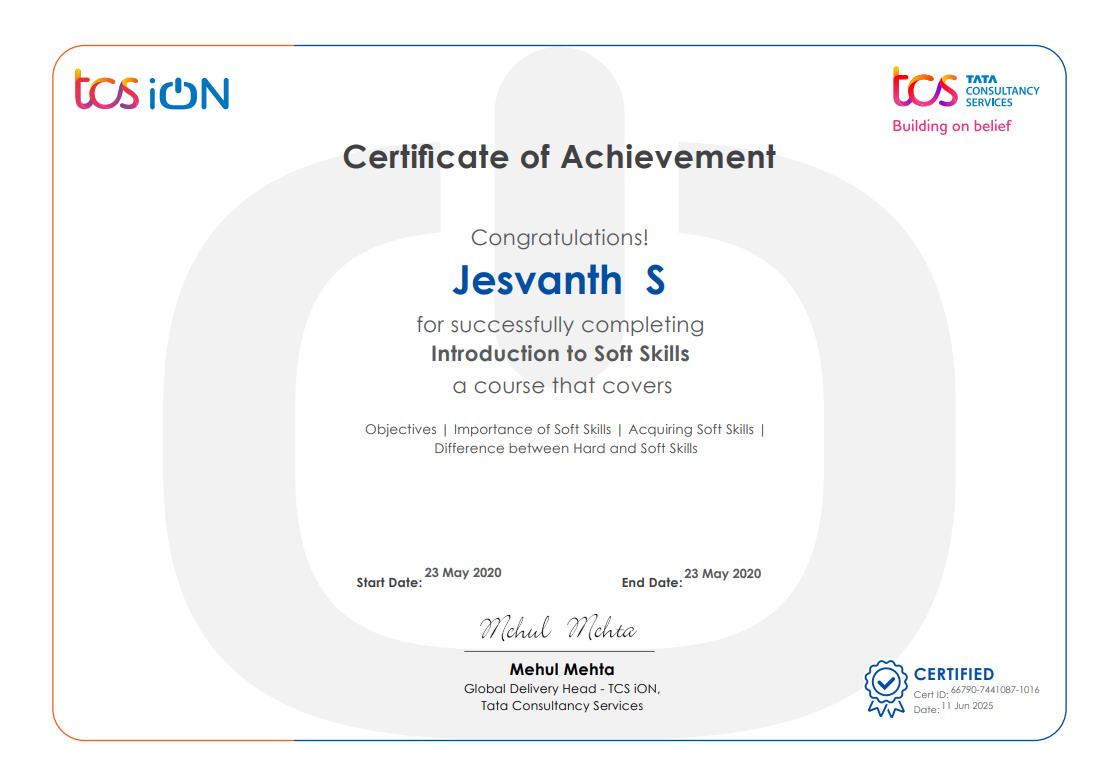 tcs iON
tcs TATA
CONSULTANCY
SERVICES
Building on belief
Certificate of Achievement
Congratulations!
Jesvanth S
for successfully completing
Introduction to Soft Skills
a course that covers
Objectives | Importance of Soft Skills | Acquiring Soft Skills |
Difference between Hard and Soft Skills
Start Date: 23 May 2020 End Date: 23 May 2020
Mehul Mehta
Mehul Mehta
Global Delivery Head - TCS iON,
Tata Consultancy Services
CERTIFIED
Cert ID: 66790-7441087-1016
Date: 11 Jun 2025